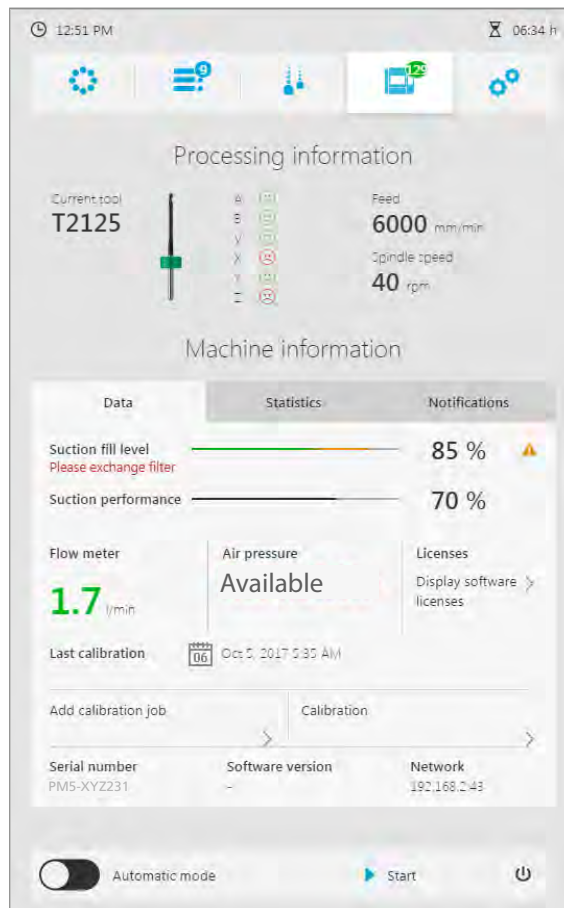 12:51 PM
06:34 h
9
129
Processing information
Current tool
T2125
A
B
V
X
Y
Z
Feed
6000 mm/min
Spindle speed
40 rpm
Machine information
Data Statistics Notifications
Suction fill level 85 %
Please exchange filter
Suction performance 70 %
Flow meter
1.7 l/min
Air pressure
Available
Licenses
Display software
licenses
Last calibration 06 Oct 5, 2017 5:35 AM
Add calibration job
Calibration
Serial number
PM5-XYZ231
Software version
-
Network
192.168.2.43
Automatic mode
Start